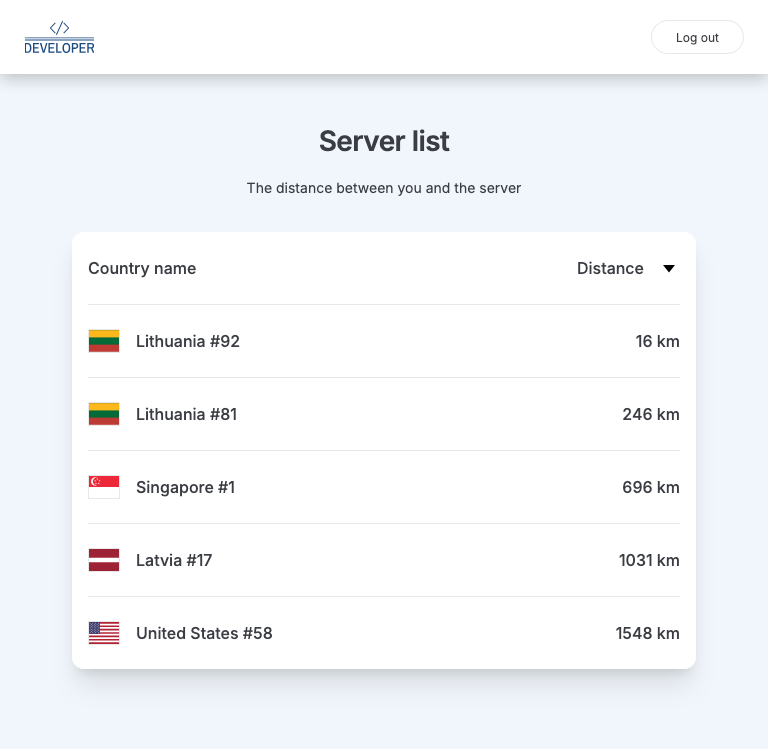 </>
DEVELOPER
Log out
Server list
The distance between you and the server
Country name Distance
Lithuania #92 16 km
Lithuania #81 246 km
Singapore #1 696 km
Latvia #17 1031 km
United States #58 1548 km